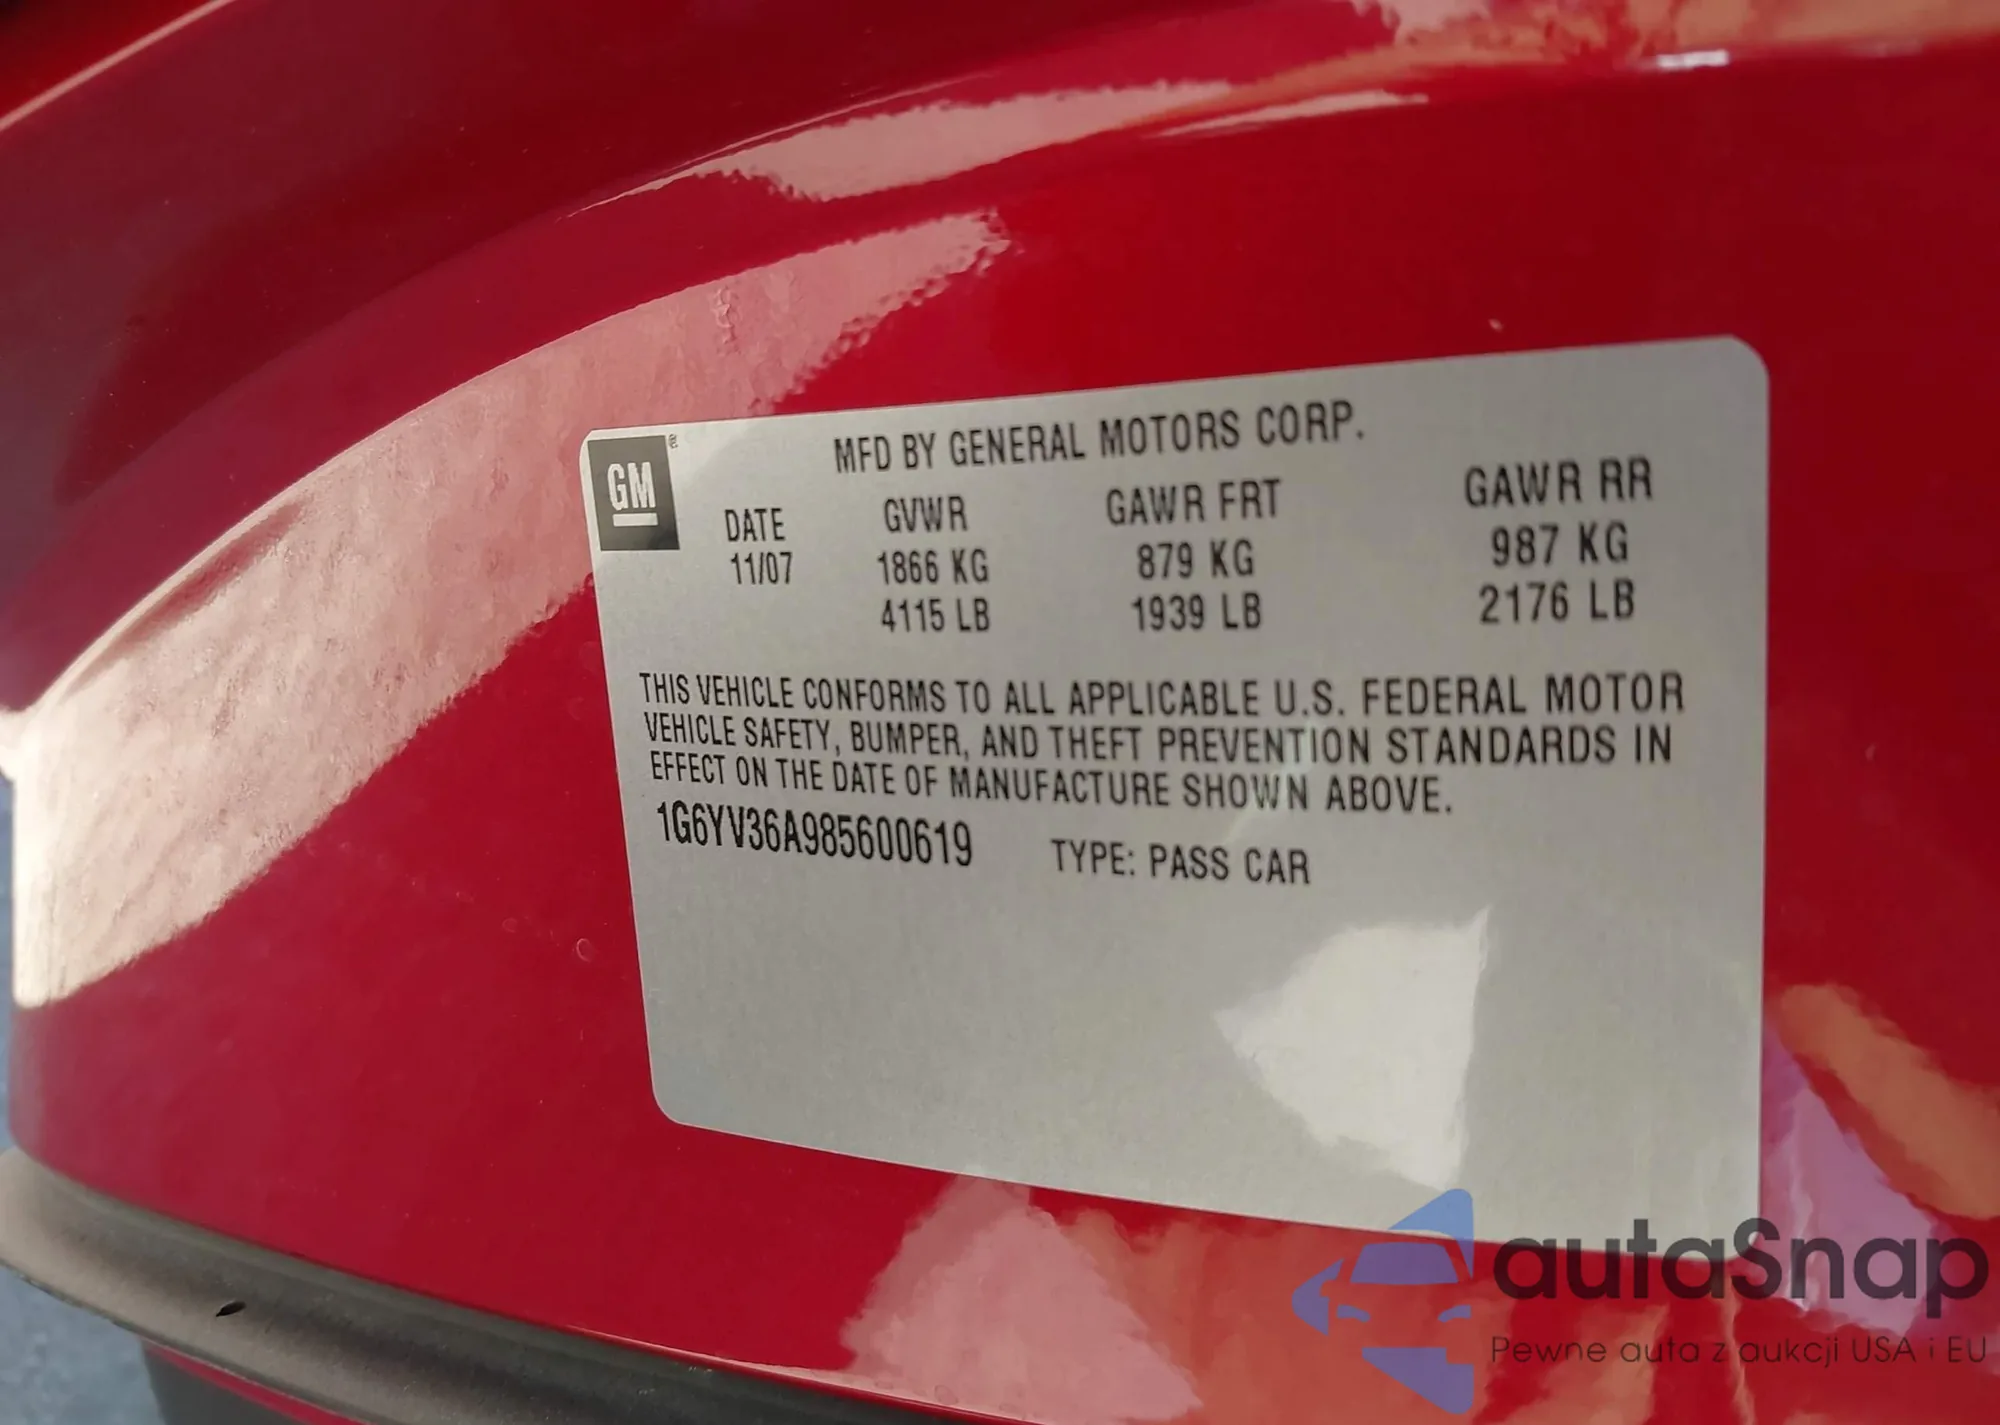 GM ®
MFD BY GENERAL MOTORS CORP.
DATE GVWR GAWR FRT GAWR RR
11/07 1866 KG 879 KG 987 KG
4115 LB 1939 LB 2176 LB
THIS VEHICLE CONFORMS TO ALL APPLICABLE U.S. FEDERAL MOTOR
VEHICLE SAFETY, BUMPER, AND THEFT PREVENTION STANDARDS IN
EFFECT ON THE DATE OF MANUFACTURE SHOWN ABOVE.
1G6YV36A985600619 TYPE: PASS CAR
autaSnap
Pewne auta z aukcji USA i EU